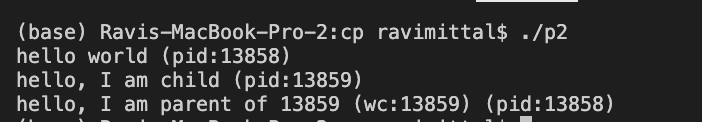 (base) Ravis-MacBook-Pro-2:cp ravimittal$ ./p2
hello world (pid:13858)
hello, I am child (pid:13859)
hello, I am parent of 13859 (wc:13859) (pid:13858)